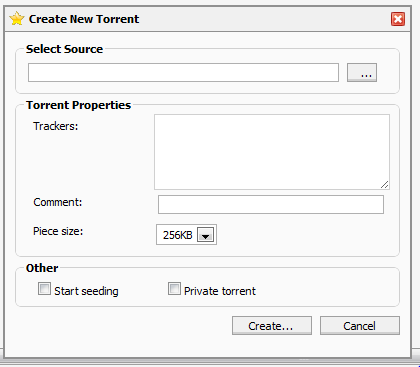 Create New Torrent
Select Source
...
Torrent Properties
Trackers:
Comment:
Piece size: 256KB
Other
Start seeding Private torrent
Create... Cancel